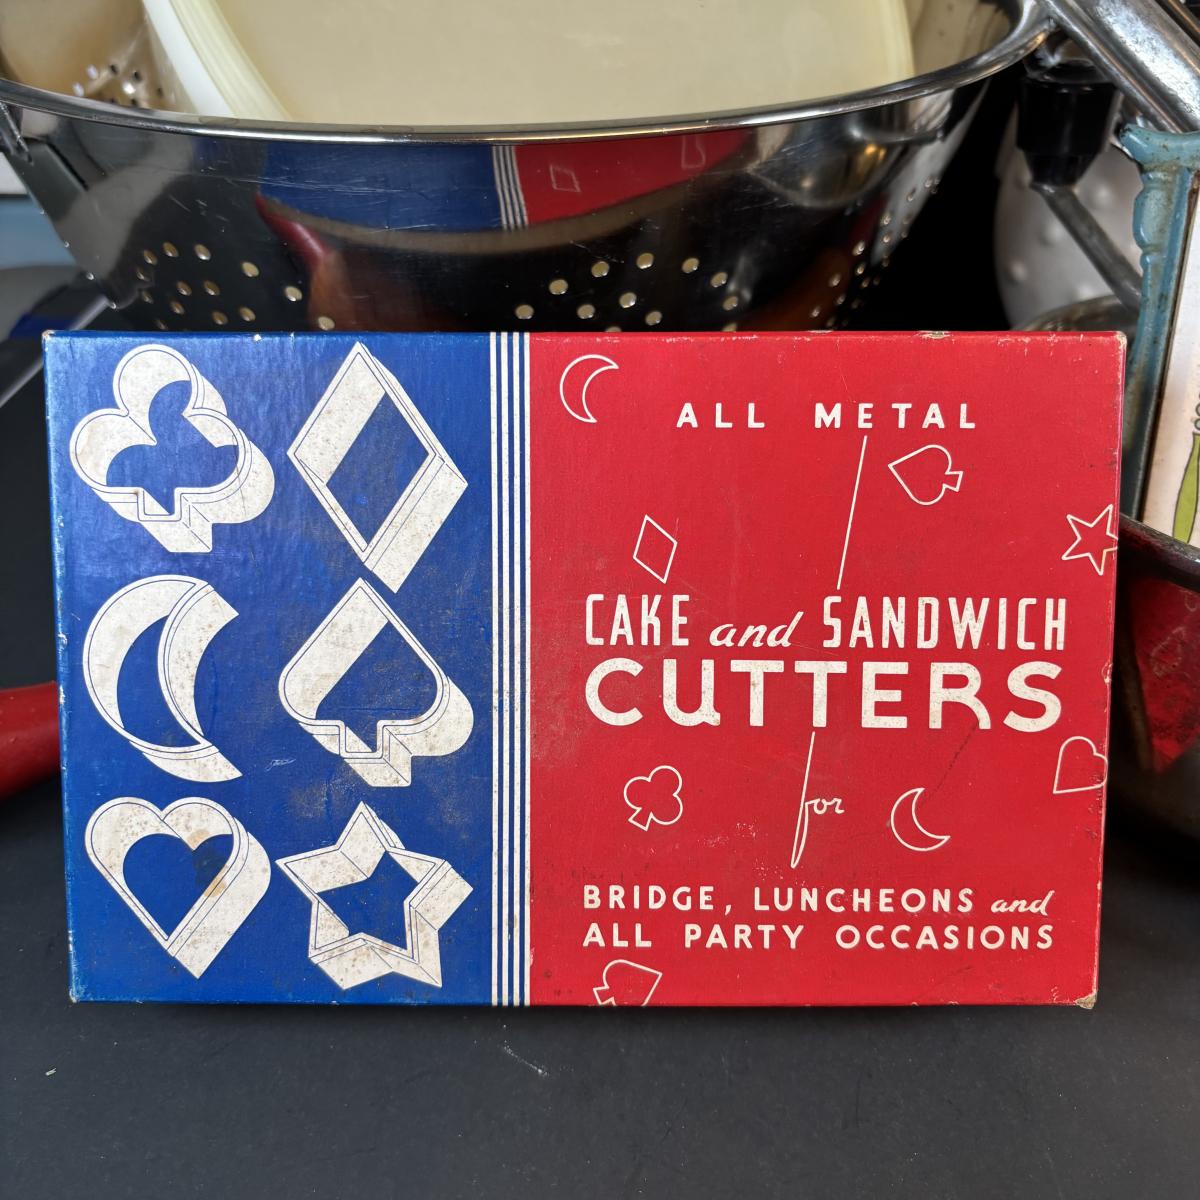 ALL METAL
CAKE and SANDWICH
CUTTERS
for
BRIDGE, LUNCHEONS and
ALL PARTY OCCASIONS